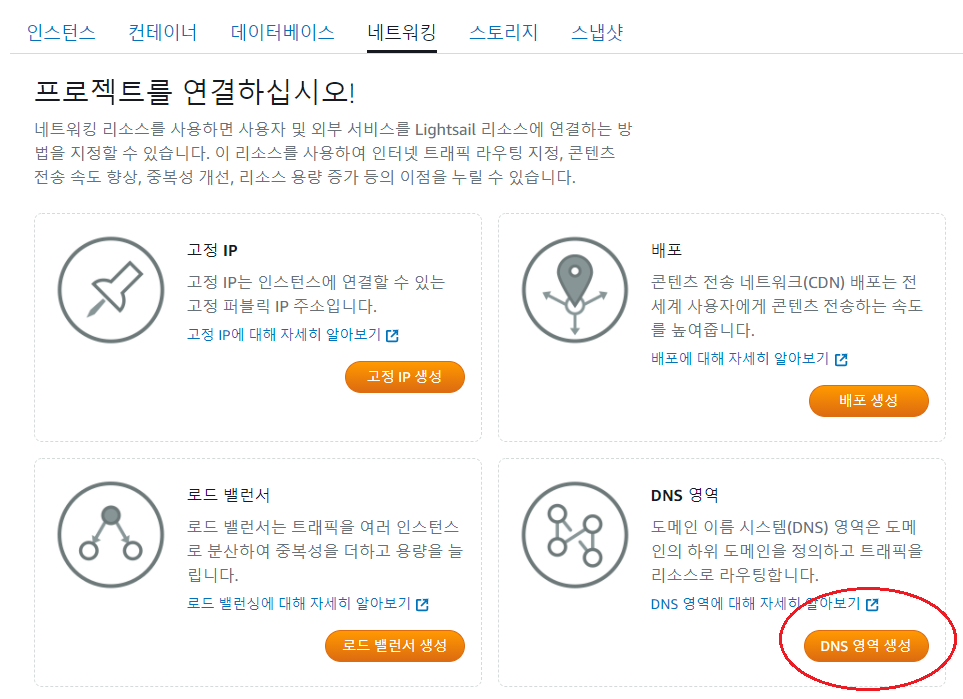 인스턴스 컨테이너 데이터베이스 네트워킹 스토리지 스냅샷
프로젝트를 연결하십시오!
네트워킹 리소스를 사용하면 사용자 및 외부 서비스를 Lightsail 리소스에 연결하는 방
법을 지정할 수 있습니다. 이 리소스를 사용하여 인터넷 트래픽 라우팅 지정, 콘텐츠
전송 속도 향상, 중복성 개선, 리소스 용량 증가 등의 이점을 누릴 수 있습니다.
고정 IP
고정 IP는 인스턴스에 연결할 수 있는
고정 퍼블릭 IP 주소입니다.
고정 IP에 대해 자세히 알아보기
고정 IP 생성
배포
콘텐츠 전송 네트워크(CDN) 배포는 전
세계 사용자에게 콘텐츠 전송하는 속도
를 높여줍니다.
배포에 대해 자세히 알아보기
배포 생성
로드 밸런서
로드 밸런서는 트래픽을 여러 인스턴스
로 분산하여 중복성을 더하고 용량을 늘
립니다.
로드 밸런싱에 대해 자세히 알아보기
로드 밸런서 생성
DNS 영역
도메인 이름 시스템(DNS) 영역은 도메
인의 하위 도메인을 정의하고 트래픽을
리소스로 라우팅합니다.
DNS 영역에 대해 자세히 알아보기
DNS 영역 생성